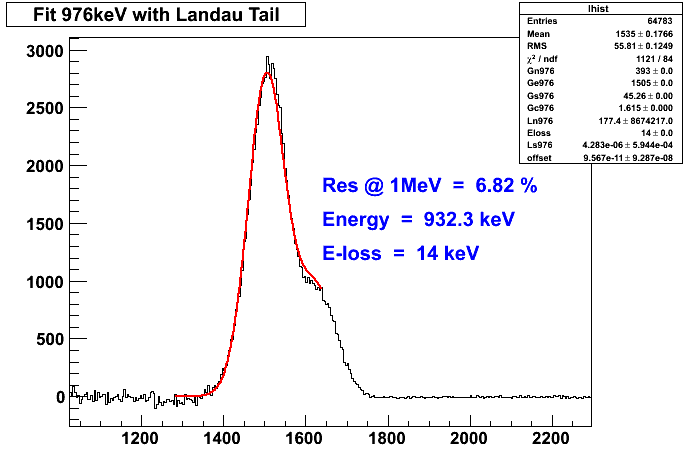 Fit 976keV with Landau Tail
lhist
Entries 64783
Mean 1535 ± 0.1766
RMS 55.81 ± 0.1249
χ² / ndf 1121 / 84
Gn976 393 ± 0.0
Ge976 1505 ± 0.0
Gs976 45.26 ± 0.00
Gc976 1.615 ± 0.000
Ln976 177.4 ± 8674217.0
Eloss 14 ± 0.0
Ls976 4.283e-06 ± 5.944e-04
offset 9.567e-11 ± 9.287e-08
3000
2500
2000
1500
1000
500
0
Res @ 1MeV = 6.82 %
Energy = 932.3 keV
E-loss = 14 keV
1200 1400 1600 1800 2000 2200